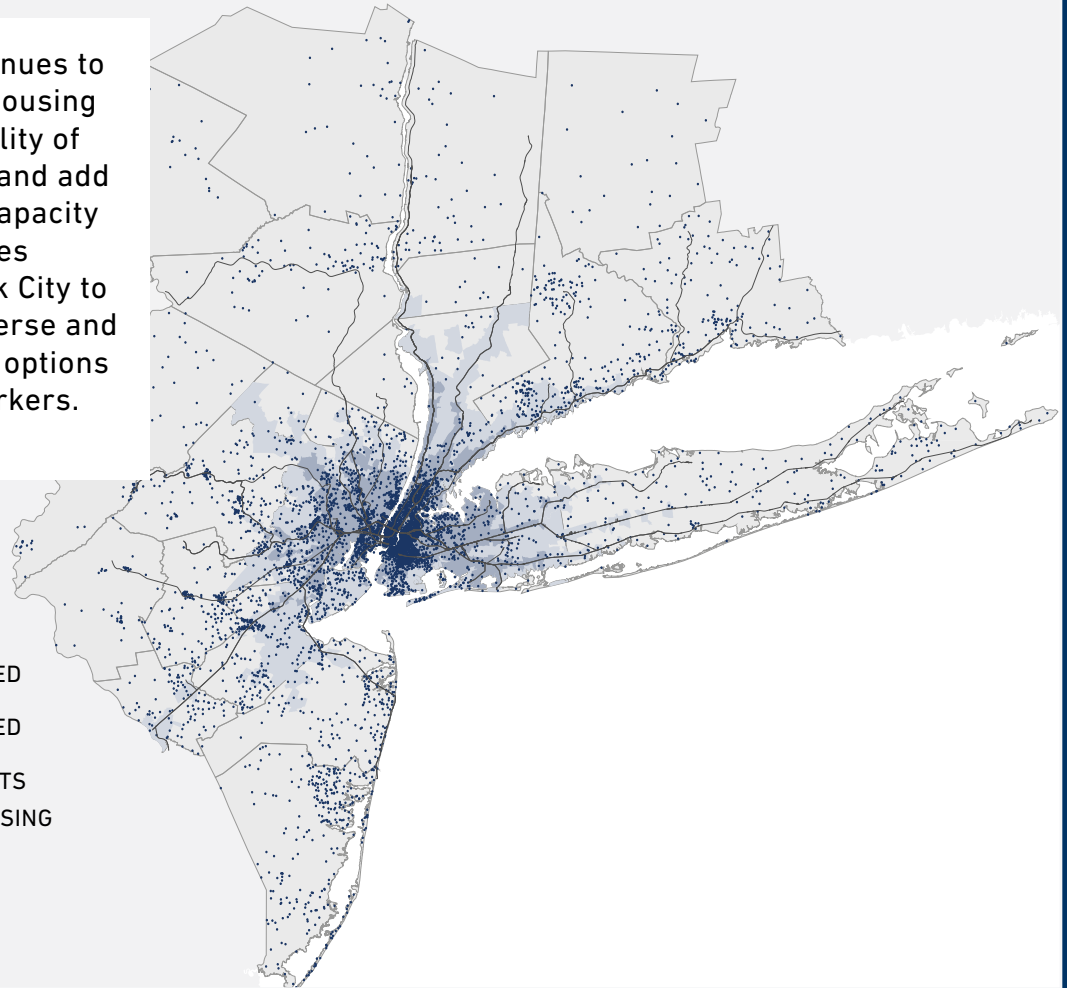 nues to
ousing
lity of
and add
apacity
es
k City to
erse and
options
rkers.
ED
ED
TS
SING